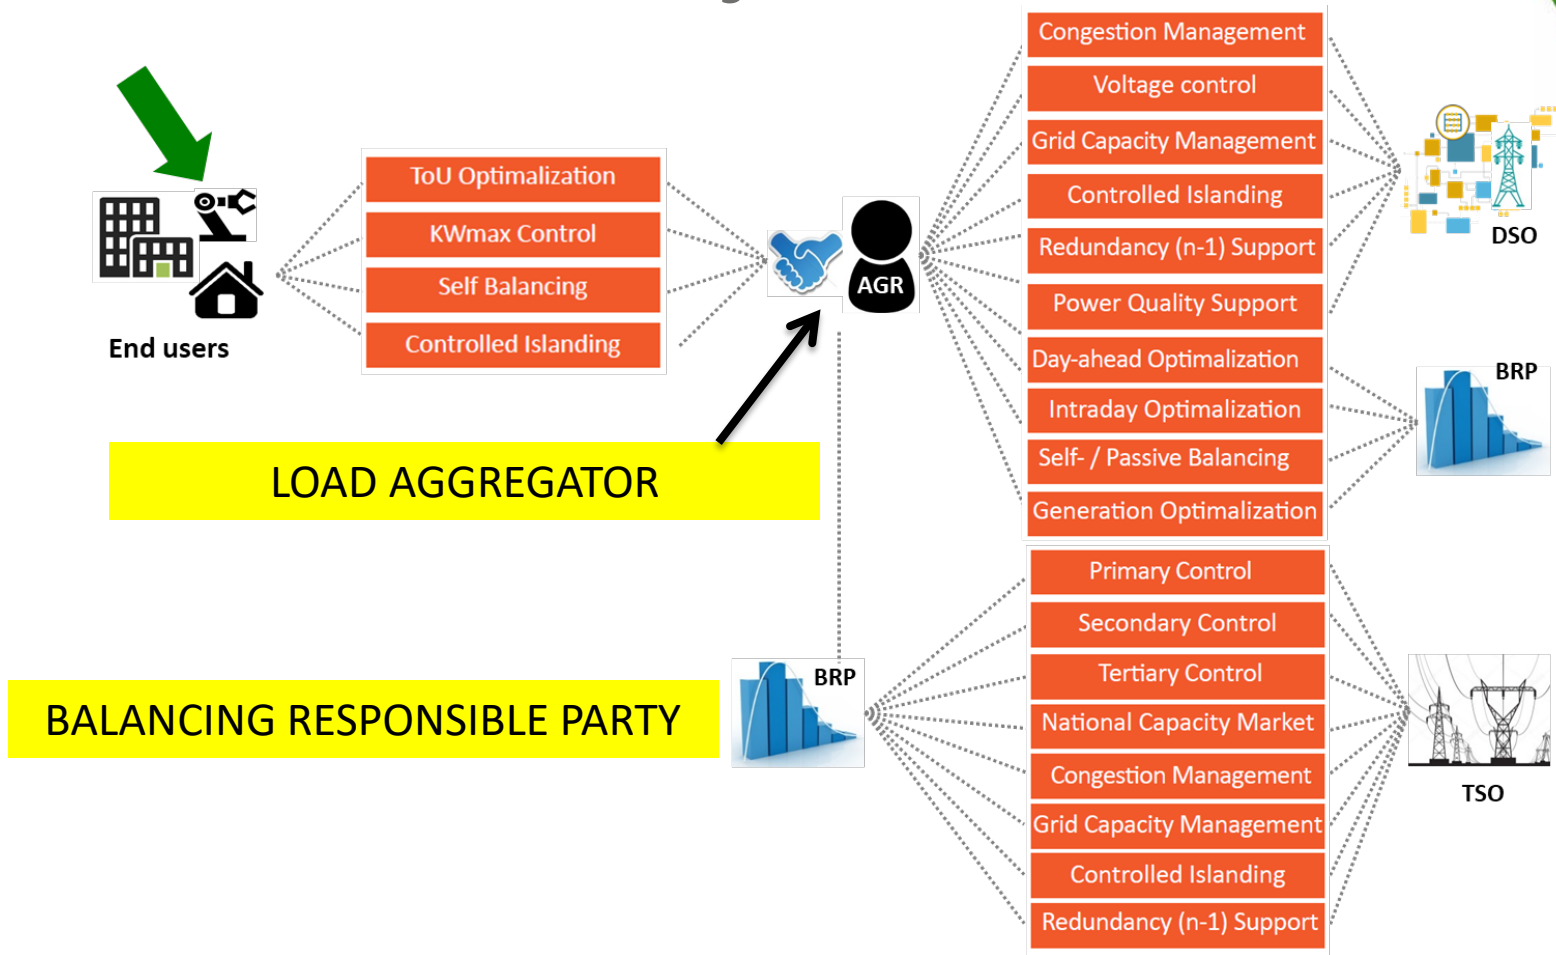 Congestion Management
Voltage control
Grid Capacity Management
Controlled Islanding
Redundancy (n-1) Support
Power Quality Support
Day-ahead Optimalization
Intraday Optimalization
Self- / Passive Balancing
Generation Optimalization
DSO
BRP
ToU Optimalization
KWmax Control
Self Balancing
Controlled Islanding
End users
AGR
LOAD AGGREGATOR
BALANCING RESPONSIBLE PARTY
BRP
Primary Control
Secondary Control
Tertiary Control
National Capacity Market
Congestion Management
Grid Capacity Management
Controlled Islanding
Redundancy (n-1) Support
TSO